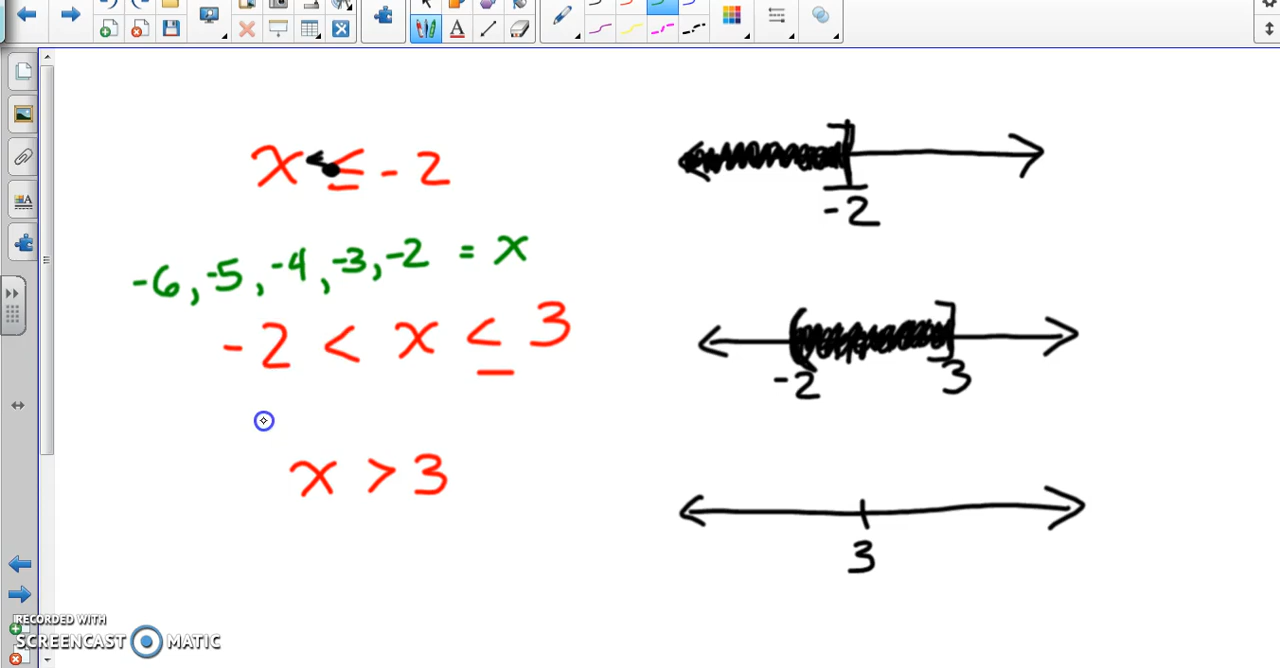 x ≤ -2
-2
-6, -5, -4, -3, -2 = x
-2 < x ≤ 3
-2 3
x > 3
3
RECORDED WITH
SCREENCAST MATIC